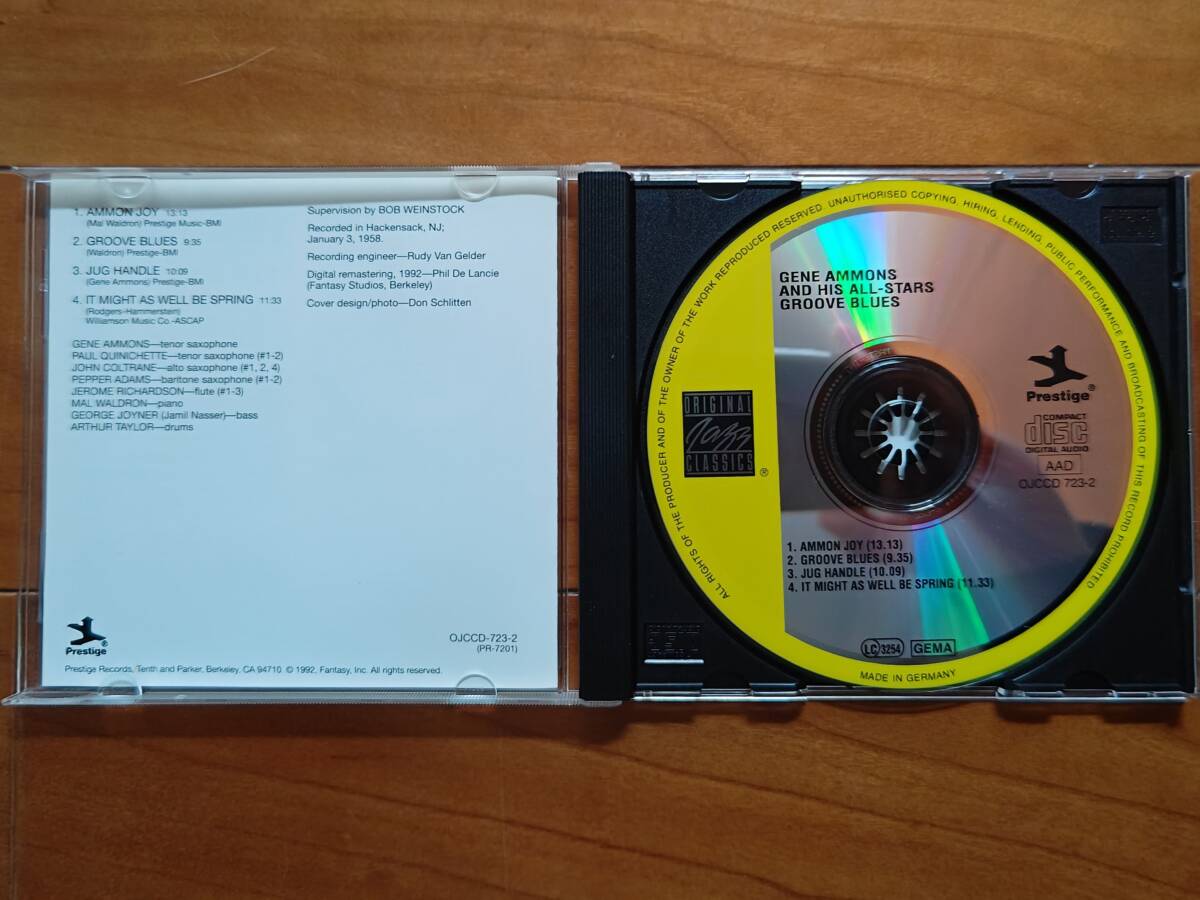 1. AMMON JOY 13:13
(Mal Waldron) Prestige Music-BMI
2. GROOVE BLUES 9:35
(Waldron) Prestige-BMI
3. JUG HANDLE 10:09
(Gene Ammons) Prestige-BMI
4. IT MIGHT AS WELL BE SPRING 11:33
(Rodgers-Hammerstein)
Williamson Music Co.-ASCAP
GENE AMMONS—tenor saxophone
PAUL QUINICHETTE—tenor saxophone (#1-2)
JOHN COLTRANE—alto saxophone (#1, 2, 4)
PEPPER ADAMS—baritone saxophone (#1-2)
JEROME RICHARDSON—flute (#1-3)
MAL WALDRON—piano
GEORGE JOYNER (Jamil Nasser)—bass
ARTHUR TAYLOR—drums
Supervision by BOB WEINSTOCK
Recorded in Hackensack, NJ;
January 3, 1958.
Recording engineer—Rudy Van Gelder
Digital remastering, 1992—Phil De Lancie
(Fantasy Studios, Berkeley)
Cover design/photo—Don Schlitten
Prestige®
OJCCD-723-2
(PR-7201)
Prestige Records, Tenth and Parker, Berkeley, CA 94710. © 1992, Fantasy, Inc. All rights reserved.
ALL RIGHTS OF THE PRODUCER AND OF THE OWNER OF THE WORK REPRODUCED RESERVED. UNAUTHORISED COPYING, HIRING, LENDING, PUBLIC PERFORMANCE AND BROADCASTING OF THIS RECORD PROHIBITED
GENE AMMONS
AND HIS ALL-STARS
GROOVE BLUES
ORIGINAL
Jazz
CLASSICS
®
Prestige®
COMPACT
disc
DIGITAL AUDIO
AAD
OJCCD 723-2
1. AMMON JOY (13.13)
2. GROOVE BLUES (9.35)
3. JUG HANDLE (10.09)
4. IT MIGHT AS WELL BE SPRING (11.33)
LC 3254
GEMA
MADE IN GERMANY